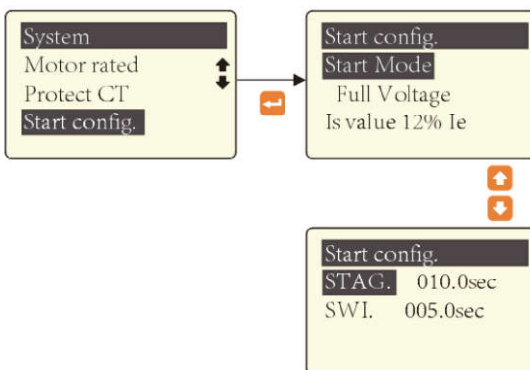 System
Motor rated
Protect CT
Start config.
Start config.
Start Mode
Full Voltage
Is value 12% Ie
Start config.
STAG. 010.0sec
SWI. 005.0sec